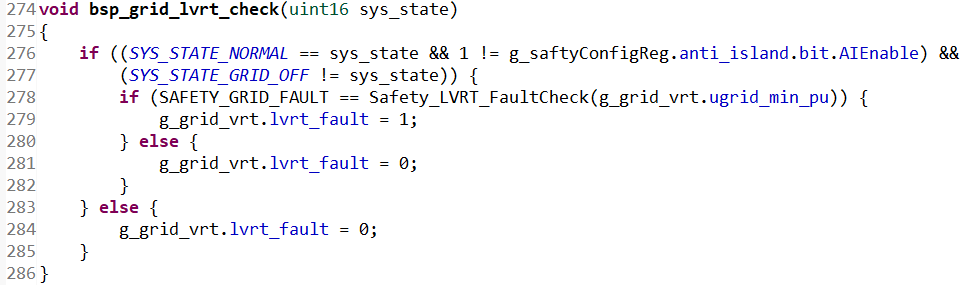 274 void bsp_grid_lvrt_check(uint16 sys_state)
275 {
276     if ((SYS_STATE_NORMAL == sys_state && 1 != g_saftyConfigReg.anti_island.bit.AIEnable) &&
277         (SYS_STATE_GRID_OFF != sys_state)) {
278         if (SAFETY_GRID_FAULT == Safety_LVRT_FaultCheck(g_grid_vrt.ugrid_min_pu)) {
279             g_grid_vrt.lvrt_fault = 1;
280         } else {
281             g_grid_vrt.lvrt_fault = 0;
282         }
283     } else {
284         g_grid_vrt.lvrt_fault = 0;
285     }
286 }